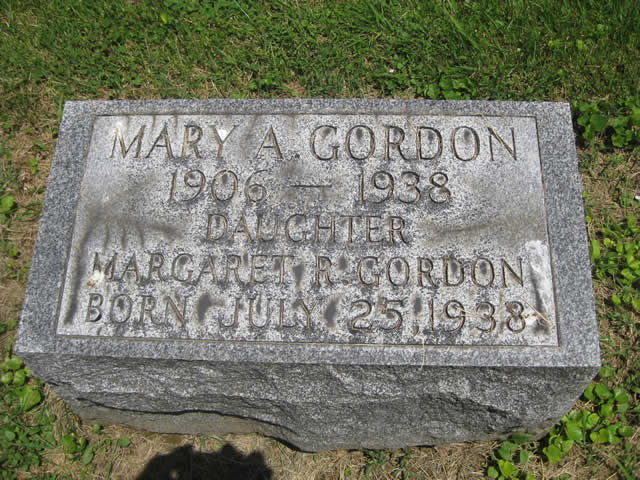 MARY A. GORDON
1906 — 1938
DAUGHTER
MARGARET R. GORDON
BORN JULY 25, 1938